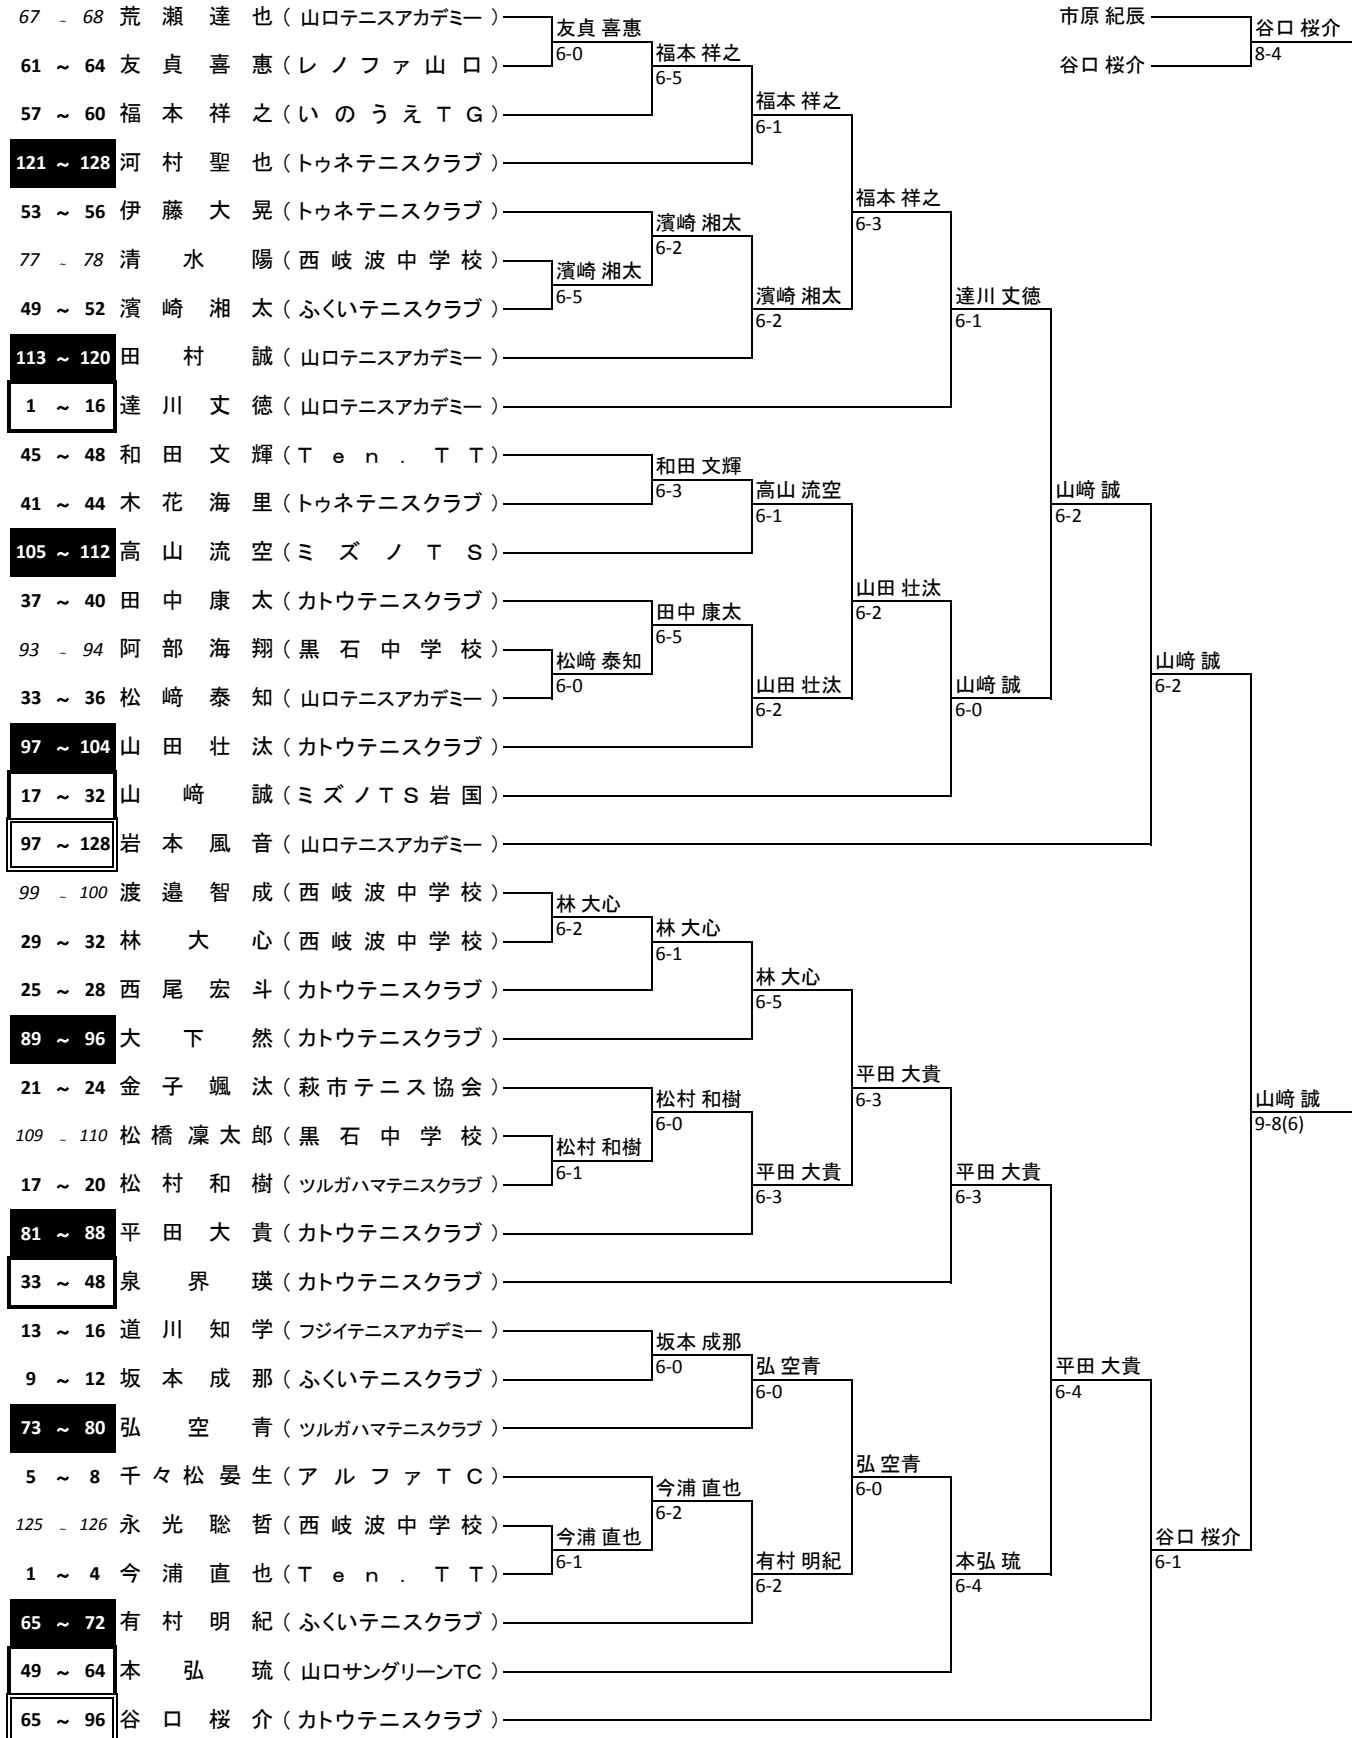 67 ~ 68 荒瀬達也(山口テニスアカデミー)
友貞 喜惠
6-0
61 ~ 64 友貞喜惠(レノファ山口)
福本 祥之
6-5
57 ~ 60 福本祥之(いのうえTG)
福本 祥之
6-1
121 ~ 128 河村聖也(トゥネテニスクラブ)
福本 祥之
6-3
53 ~ 56 伊藤大晃(トゥネテニスクラブ)
濱崎 湘太
6-2
77 ~ 78 清水陽(西岐波中学校)
濱崎 湘太
6-5
49 ~ 52 濱崎湘太(ふくいテニスクラブ)
濱崎 湘太
6-2
達川 丈徳
6-1
113 ~ 120 田村誠(山口テニスアカデミー)
1 ~ 16 達川丈徳(山口テニスアカデミー)
45 ~ 48 和田文輝(Ten.TT)
和田 文輝
6-3
41 ~ 44 木花海里(トゥネテニスクラブ)
高山 流空
6-1
山﨑 誠
6-2
105 ~ 112 高山流空(ミズノTS)
山田 壮汰
6-2
37 ~ 40 田中康太(カトウテニスクラブ)
田中 康太
6-5
93 ~ 94 阿部海翔(黒石中学校)
松﨑 泰知
6-0
山﨑 誠
6-2
33 ~ 36 松﨑泰知(山口テニスアカデミー)
山田 壮汰
6-2
山﨑 誠
6-0
97 ~ 104 山田壮汰(カトウテニスクラブ)
17 ~ 32 山﨑誠(ミズノTS岩国)
97 ~ 128 岩本風音(山口テニスアカデミー)
99 ~ 100 渡邉智成(西岐波中学校)
林 大心
6-2
29 ~ 32 林大心(西岐波中学校)
林 大心
6-1
25 ~ 28 西尾宏斗(カトウテニスクラブ)
林 大心
6-5
89 ~ 96 大下然(カトウテニスクラブ)
平田 大貴
6-3
21 ~ 24 金子颯汰(萩市テニス協会)
松村 和樹
6-0
山﨑 誠
9-8(6)
109 ~ 110 松橋凜太郎(黒石中学校)
松村 和樹
6-1
17 ~ 20 松村和樹(ツルガハマテニスクラブ)
平田 大貴
6-3
平田 大貴
6-3
81 ~ 88 平田大貴(カトウテニスクラブ)
33 ~ 48 泉界瑛(カトウテニスクラブ)
13 ~ 16 道川知学(フジイテニスアカデミー)
坂本 成那
6-0
9 ~ 12 坂本成那(ふくいテニスクラブ)
弘 空青
6-0
平田 大貴
6-4
73 ~ 80 弘空青(ツルガハマテニスクラブ)
弘 空青
6-0
5 ~ 8 千々松晏生(アルファTC)
今浦 直也
6-2
125 ~ 126 永光聡哲(西岐波中学校)
今浦 直也
6-1
谷口 桜介
6-1
1 ~ 4 今浦直也(Ten.TT)
有村 明紀
6-2
本弘 琉
6-4
65 ~ 72 有村明紀(ふくいテニスクラブ)
49 ~ 64 本弘琉(山口サングリーンTC)
65 ~ 96 谷口桜介(カトウテニスクラブ)
市原 紀辰
谷口 桜介
8-4
谷口 桜介